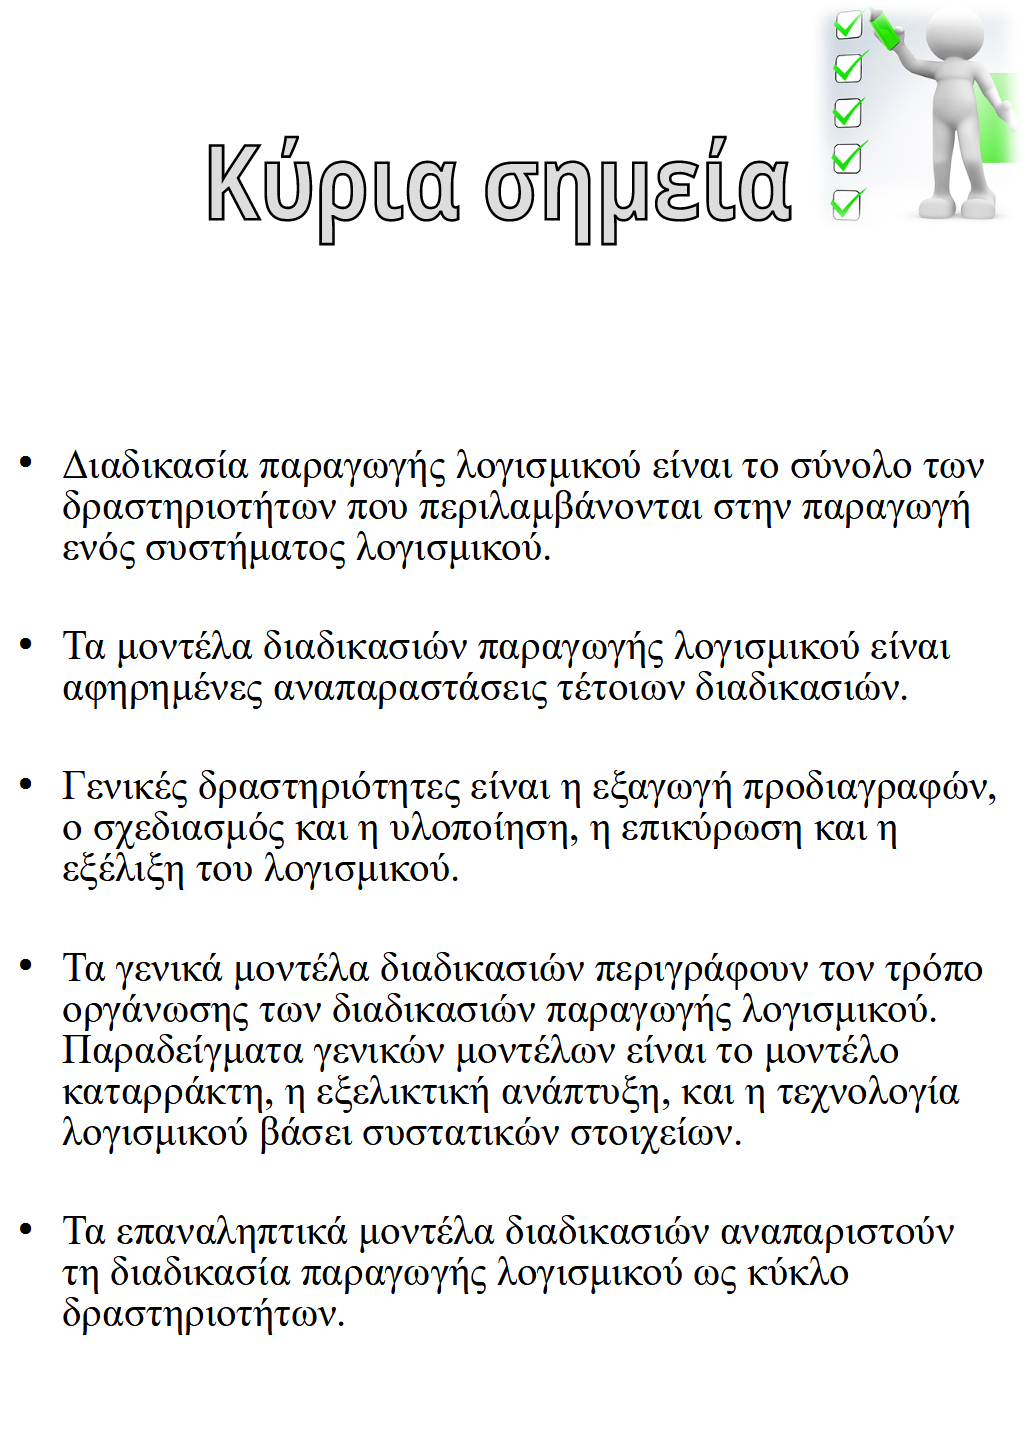 Κύρια σημεία
• Διαδικασία παραγωγής λογισμικού είναι το σύνολο των
δραστηριοτήτων που περιλαμβάνονται στην παραγωγή
ενός συστήματος λογισμικού.
• Τα μοντέλα διαδικασιών παραγωγής λογισμικού είναι
αφηρημένες αναπαραστάσεις τέτοιων διαδικασιών.
• Γενικές δραστηριότητες είναι η εξαγωγή προδιαγραφών,
ο σχεδιασμός και η υλοποίηση, η επικύρωση και η
εξέλιξη του λογισμικού.
• Τα γενικά μοντέλα διαδικασιών περιγράφουν τον τρόπο
οργάνωσης των διαδικασιών παραγωγής λογισμικού.
Παραδείγματα γενικών μοντέλων είναι το μοντέλο
καταρράκτη, η εξελικτική ανάπτυξη, και η τεχνολογία
λογισμικού βάσει συστατικών στοιχείων.
• Τα επαναληπτικά μοντέλα διαδικασιών αναπαριστούν
τη διαδικασία παραγωγής λογισμικού ως κύκλο
δραστηριοτήτων.